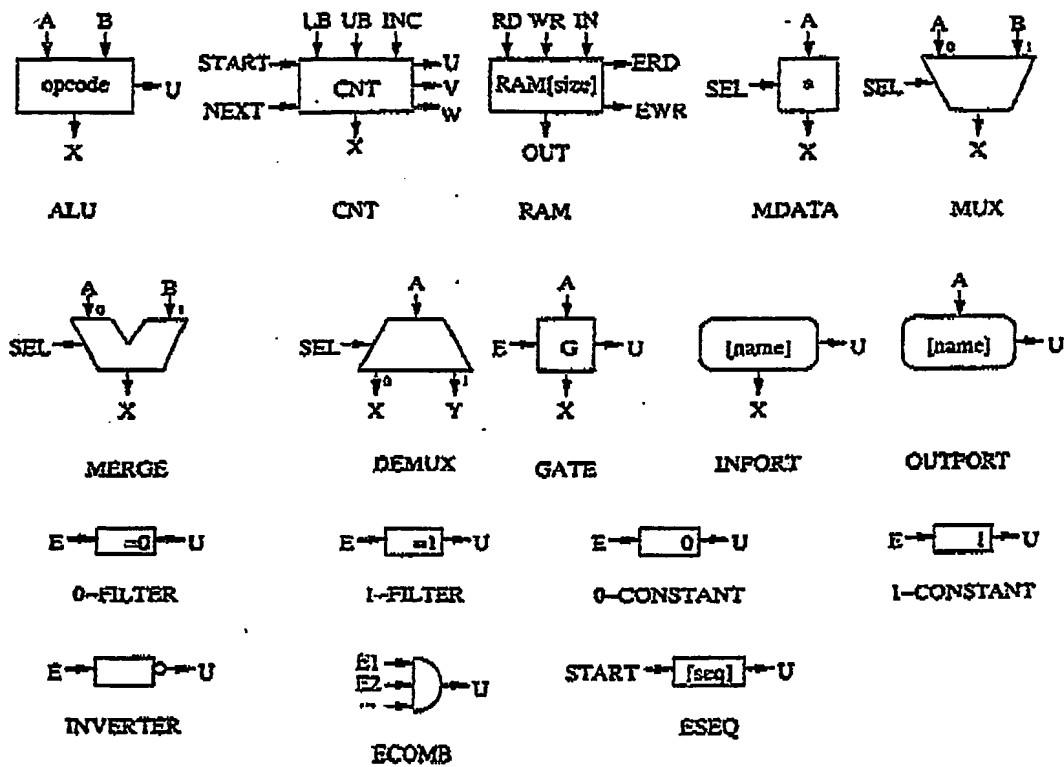 A B LB UB INC RD WR IN A A B
0 1
START U ERD
opcode U CNT V RAM[size] SEL a SEL
NEXT W EWR
X X OUT X X
ALU CNT RAM MDATA MUX
A B A A A
0 1
SEL SEL E G U [name] U [name] U
0 1
X X Y X X
MERGE DEMUX GATE INPORT OUTPORT
E =0 U E =1 U E 0 U E 1 U
0-FILTER 1-FILTER 0-CONSTANT 1-CONSTANT
E U E1 E2 ... U START [seq] U
INVERTER ECOMB ESEQ